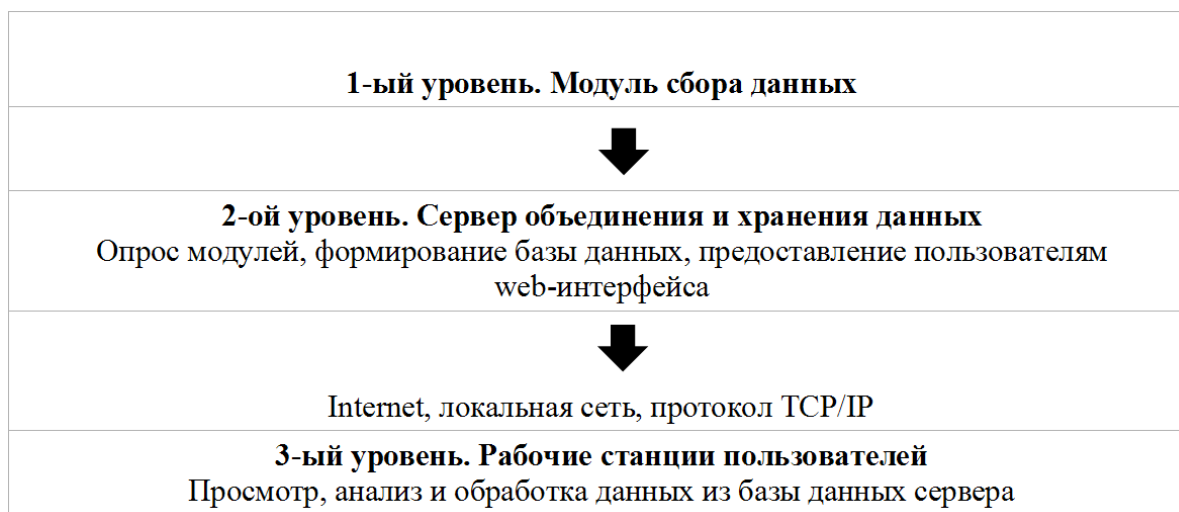 1-ый уровень. Модуль сбора данных
2-ой уровень. Сервер объединения и хранения данных
Опрос модулей, формирование базы данных, предоставление пользователям
web-интерфейса
Internet, локальная сеть, протокол TCP/IP
3-ый уровень. Рабочие станции пользователей
Просмотр, анализ и обработка данных из базы данных сервера